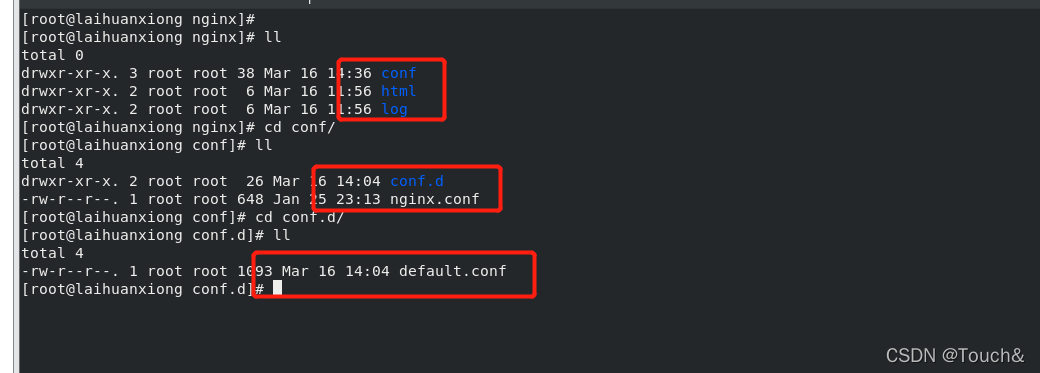 [root@laihuanxiong nginx]#
[root@laihuanxiong nginx]# ll
total 0
drwxr-xr-x. 3 root root 38 Mar 16 14:36 conf
drwxr-xr-x. 2 root root  6 Mar 16 11:56 html
drwxr-xr-x. 2 root root  6 Mar 16 11:56 log
[root@laihuanxiong nginx]# cd conf/
[root@laihuanxiong conf]# ll
total 4
drwxr-xr-x. 2 root root  26 Mar 16 14:04 conf.d
-rw-r--r--. 1 root root 648 Jan 25 23:13 nginx.conf
[root@laihuanxiong conf]# cd conf.d/
[root@laihuanxiong conf.d]# ll
total 4
-rw-r--r--. 1 root root 1093 Mar 16 14:04 default.conf
[root@laihuanxiong conf.d]#
CSDN @Touch&